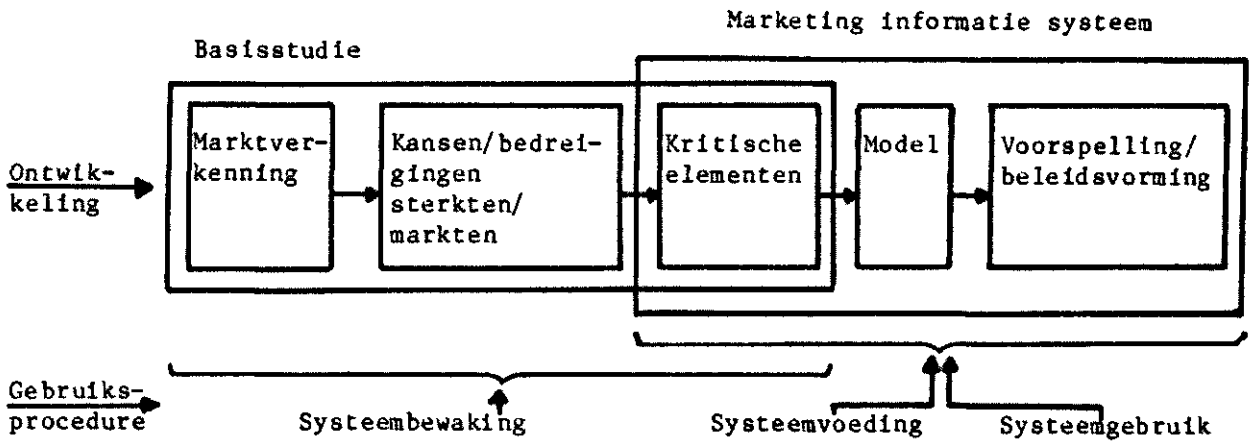 Marketing informatie systeem
Basisstudie
Ontwik-
keling
Marktver-
kenning
Kansen/bedrei-
gingen
sterkten/
markten
Kritische
elementen
Model
Voorspelling/
beleidsvorming
Gebruiks-
procedure
Systeembewaking
Systeemvoeding
Systeemgebruik